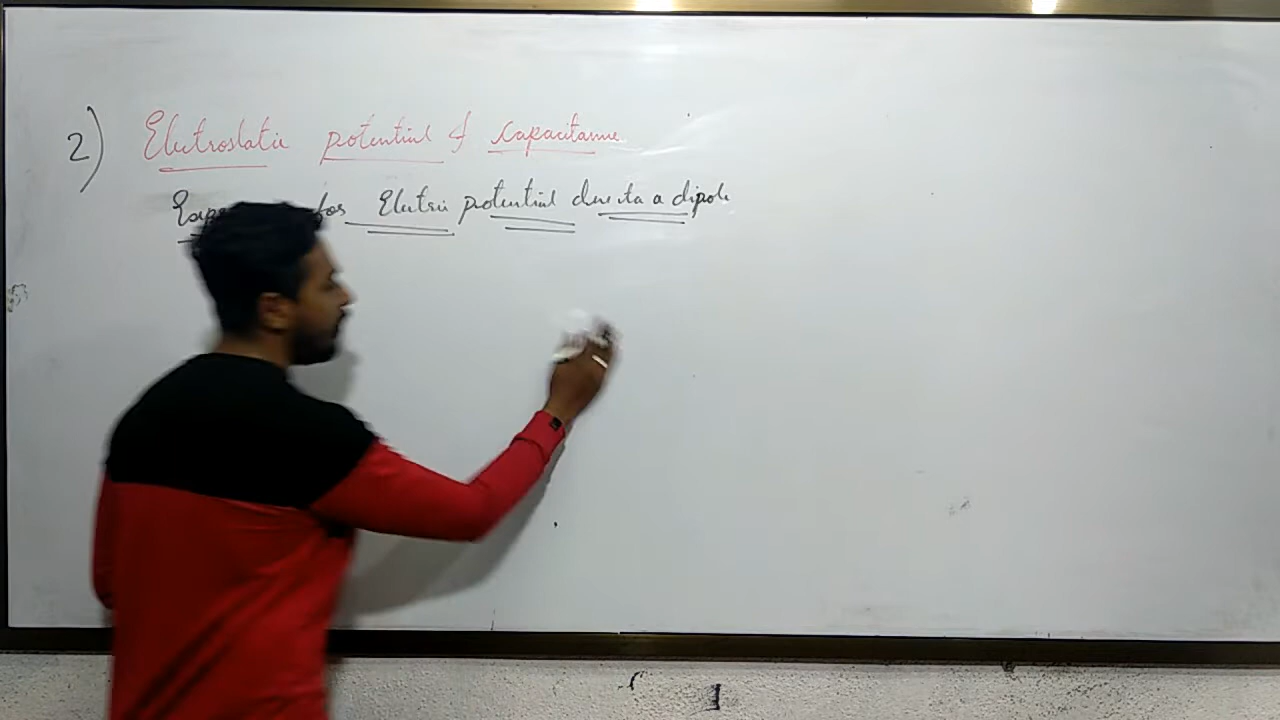 2) Electrostatic potential & Capacitance
for Electric potential due to a dipole